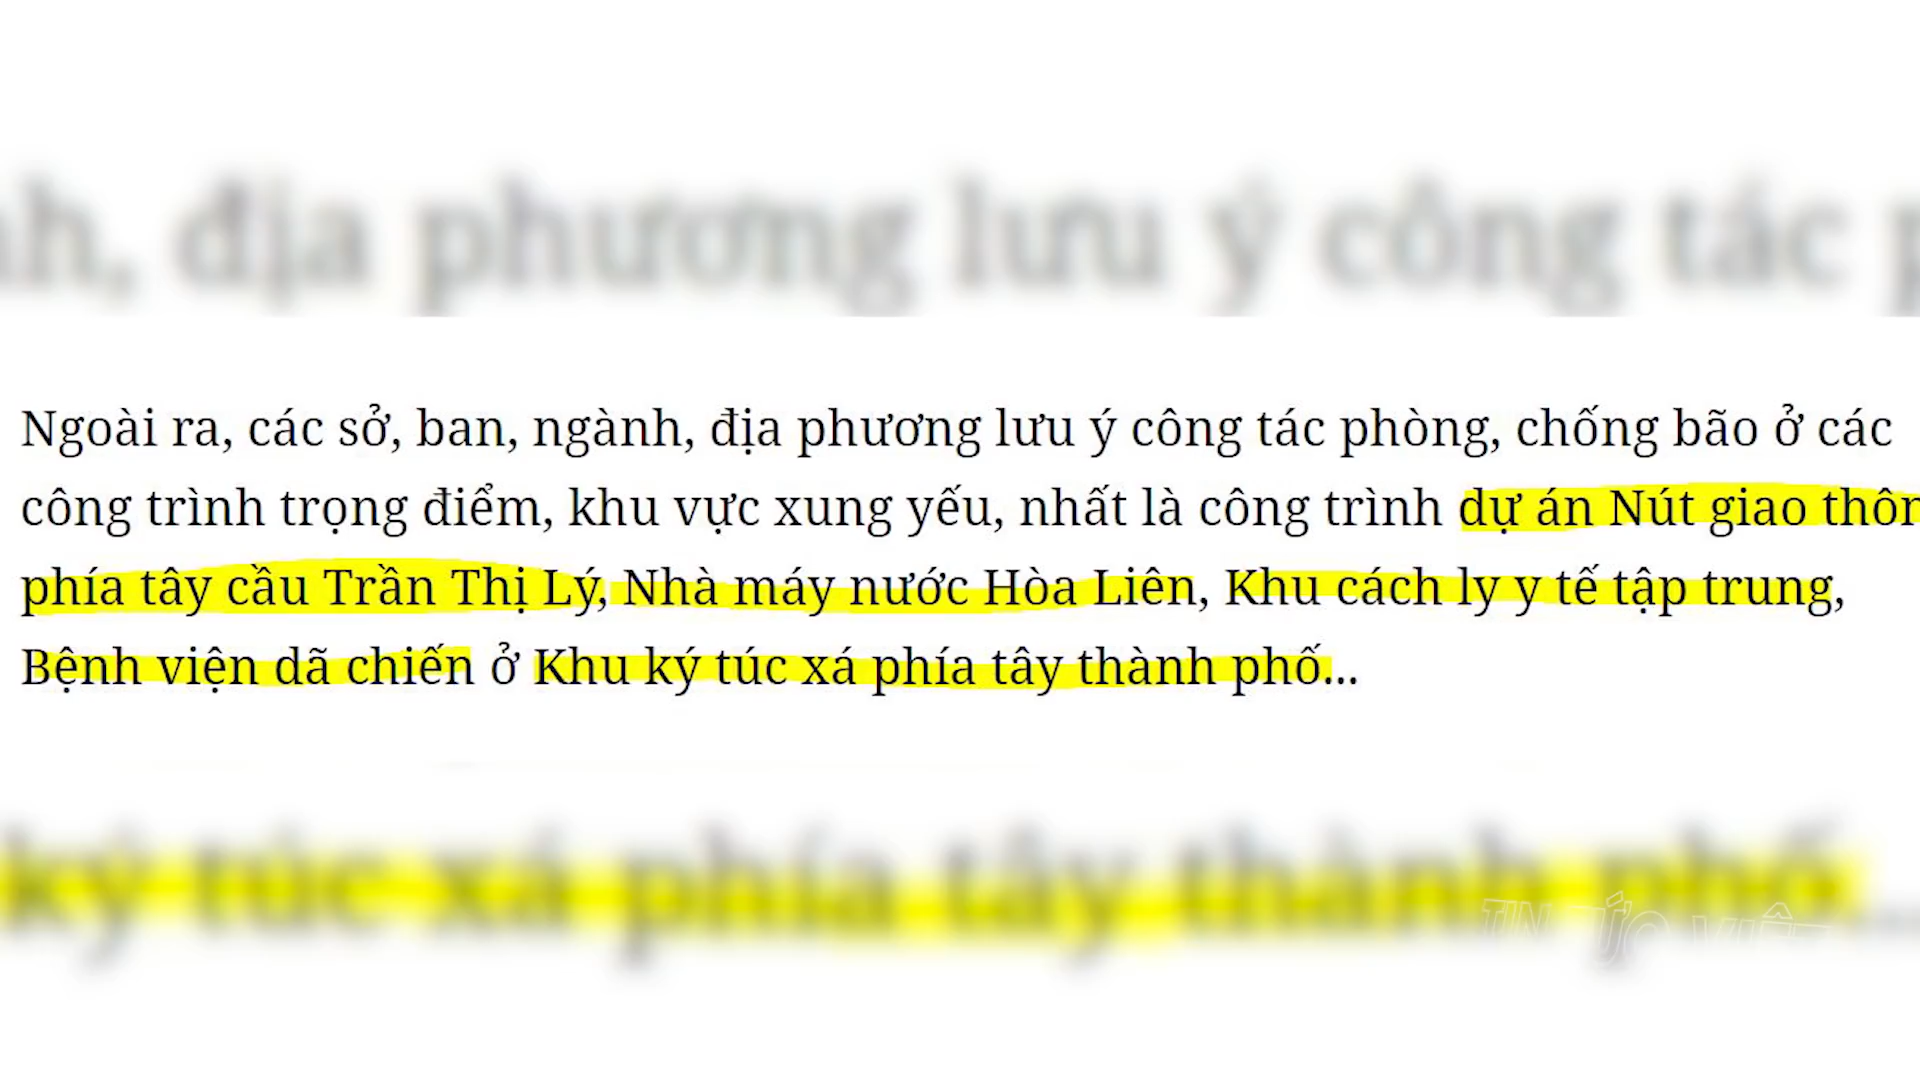 nh, địa phương lưu ý công tác p
Ngoài ra, các sở, ban, ngành, địa phương lưu ý công tác phòng, chống bão ở các
công trình trọng điểm, khu vực xung yếu, nhất là công trình dự án Nút giao thôn
phía tây cầu Trần Thị Lý, Nhà máy nước Hòa Liên, Khu cách ly y tế tập trung,
Bệnh viện dã chiến ở Khu ký túc xá phía tây thành phố...
ký túc xá phía tây thành phố...